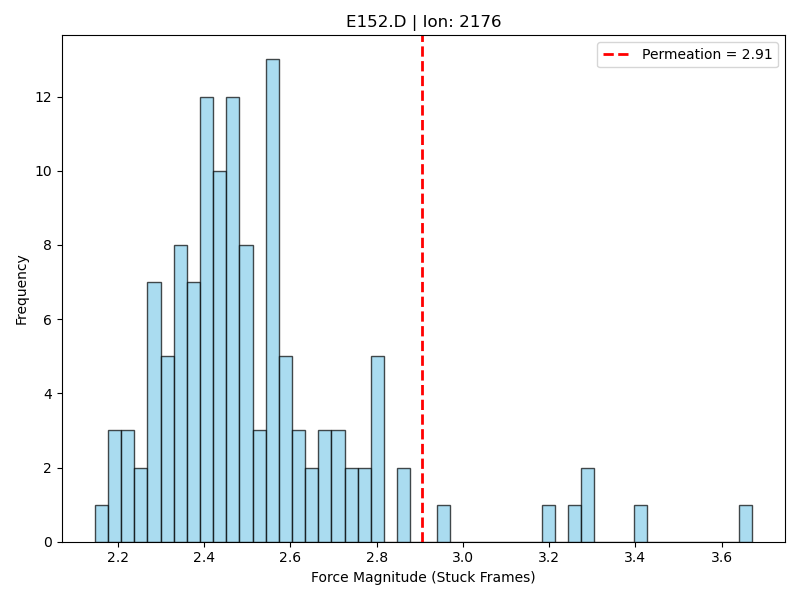 E152.D | Ion: 2176
Permeation = 2.91
Frequency
12
10
8
6
4
2
0
2.2 2.4 2.6 2.8 3.0 3.2 3.4 3.6
Force Magnitude (Stuck Frames)